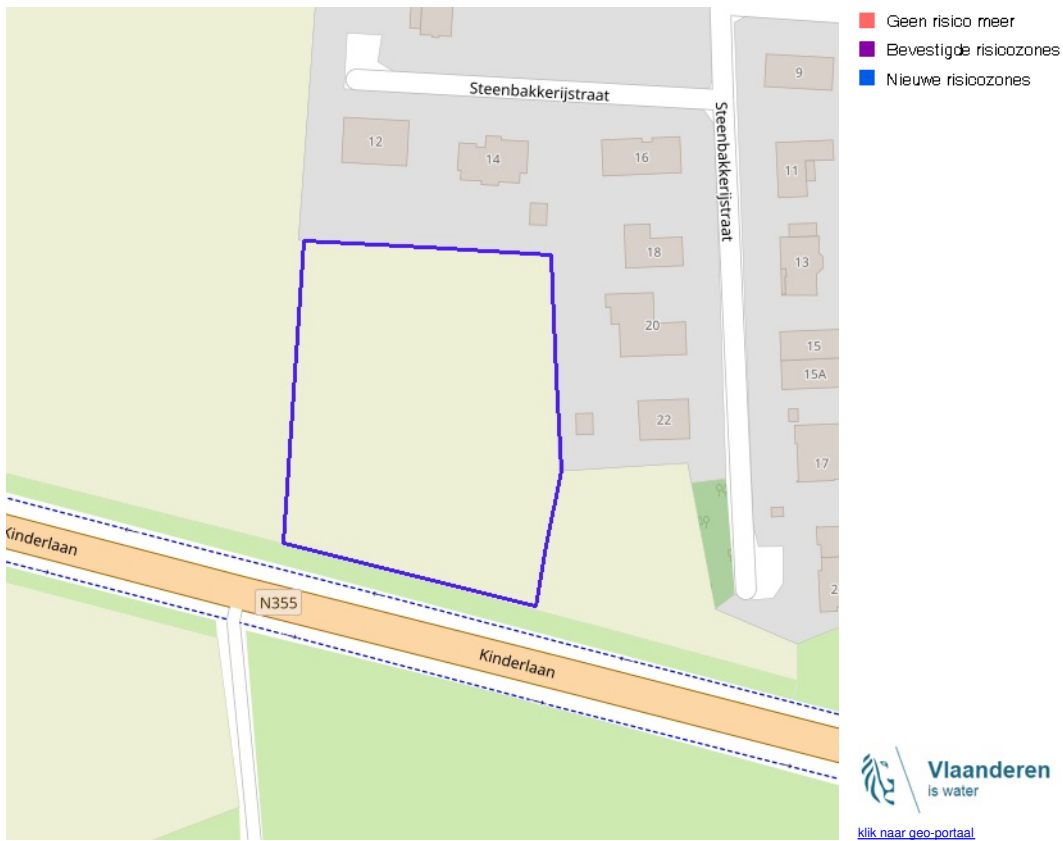 Geen risico meer
Bevestigde risicozones
Nieuwe risicozones
Steenbakkerijstraat
Steenbakkerijstraat
9
12
14
16
11
18
13
20
15
15A
22
17
2
Kinderlaan
N355
Kinderlaan
Vlaanderen
is water
klik naar geo-portaal